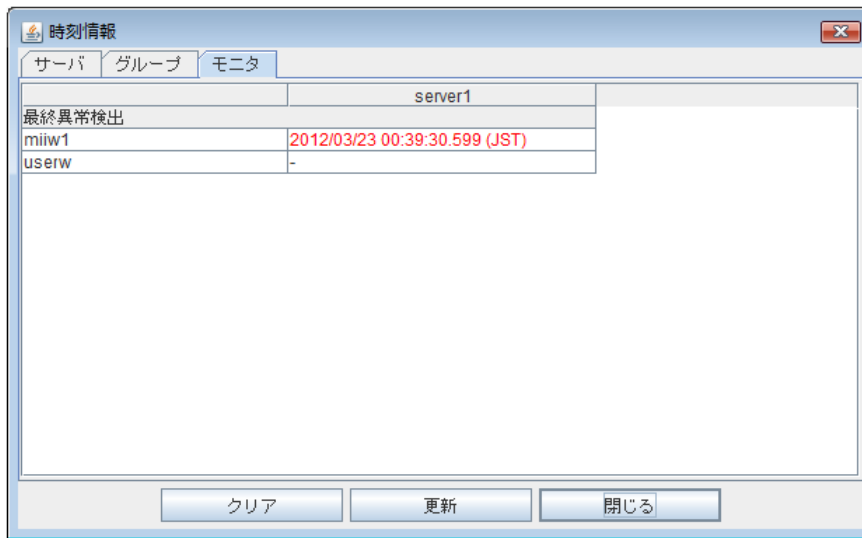 時刻情報
サーバ グループ モニタ
server1
最終異常検出
miiw1 2012/03/23 00:39:30.599 (JST)
userw -
クリア 更新 閉じる